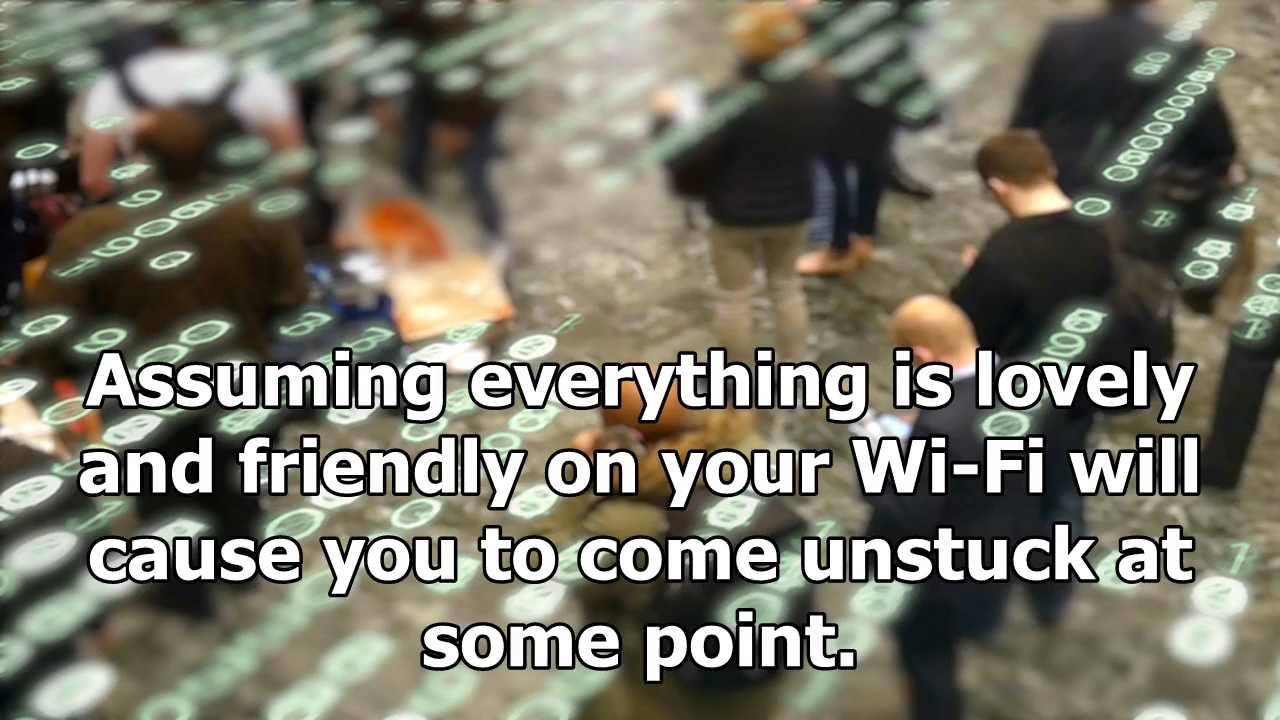 Assuming everything is lovely
and friendly on your Wi-Fi will
cause you to come unstuck at
some point.